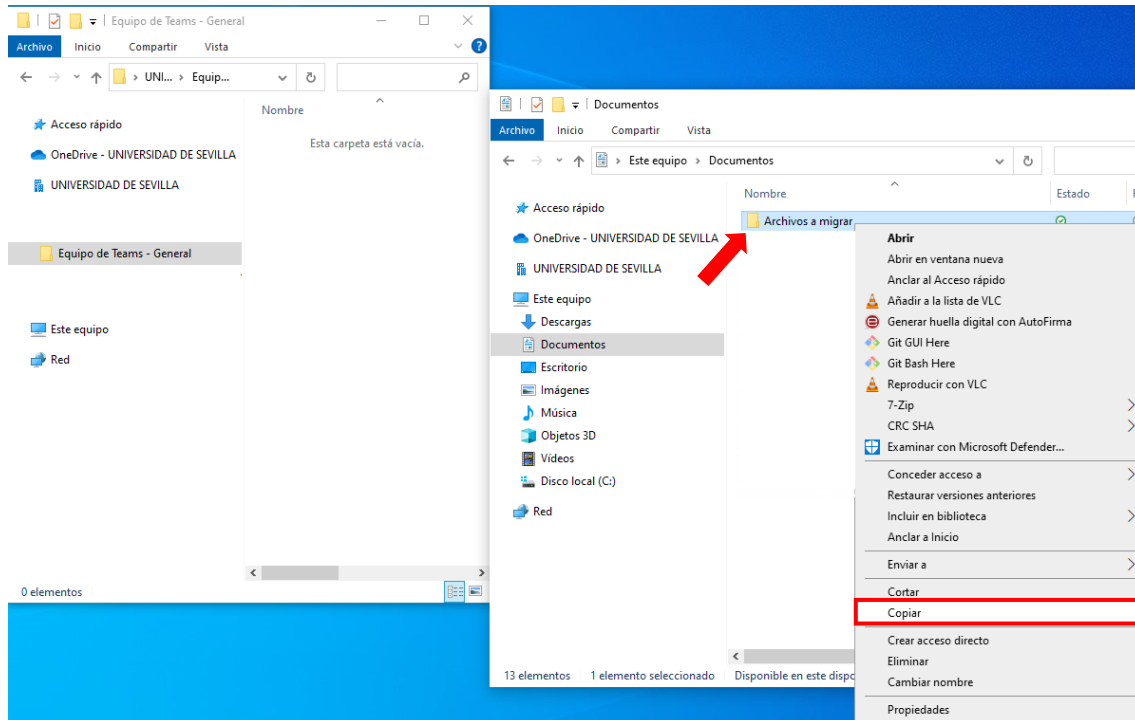 Equipo de Teams - General
Archivo Inicio Compartir Vista
UNI... Equip...
Acceso rápido
OneDrive - UNIVERSIDAD DE SEVILLA
UNIVERSIDAD DE SEVILLA
Equipo de Teams - General
Este equipo
Red
Nombre
Esta carpeta está vacía.
0 elementos
Documentos
Archivo Inicio Compartir Vista
Este equipo Documentos
Acceso rápido
OneDrive - UNIVERSIDAD DE SEVILLA
UNIVERSIDAD DE SEVILLA
Este equipo
Descargas
Documentos
Escritorio
Imágenes
Música
Objetos 3D
Vídeos
Disco local (C:)
Red
Nombre Estado
Archivos a migrar
Abrir
Abrir en ventana nueva
Anclar al Acceso rápido
Añadir a la lista de VLC
Generar huella digital con AutoFirma
Git GUI Here
Git Bash Here
Reproducir con VLC
7-Zip
CRC SHA
Examinar con Microsoft Defender...
Conceder acceso a
Restaurar versiones anteriores
Incluir en biblioteca
Anclar a Inicio
Enviar a
Cortar
Copiar
Crear acceso directo
Eliminar
Cambiar nombre
Propiedades
13 elementos 1 elemento seleccionado Disponible en este dispo